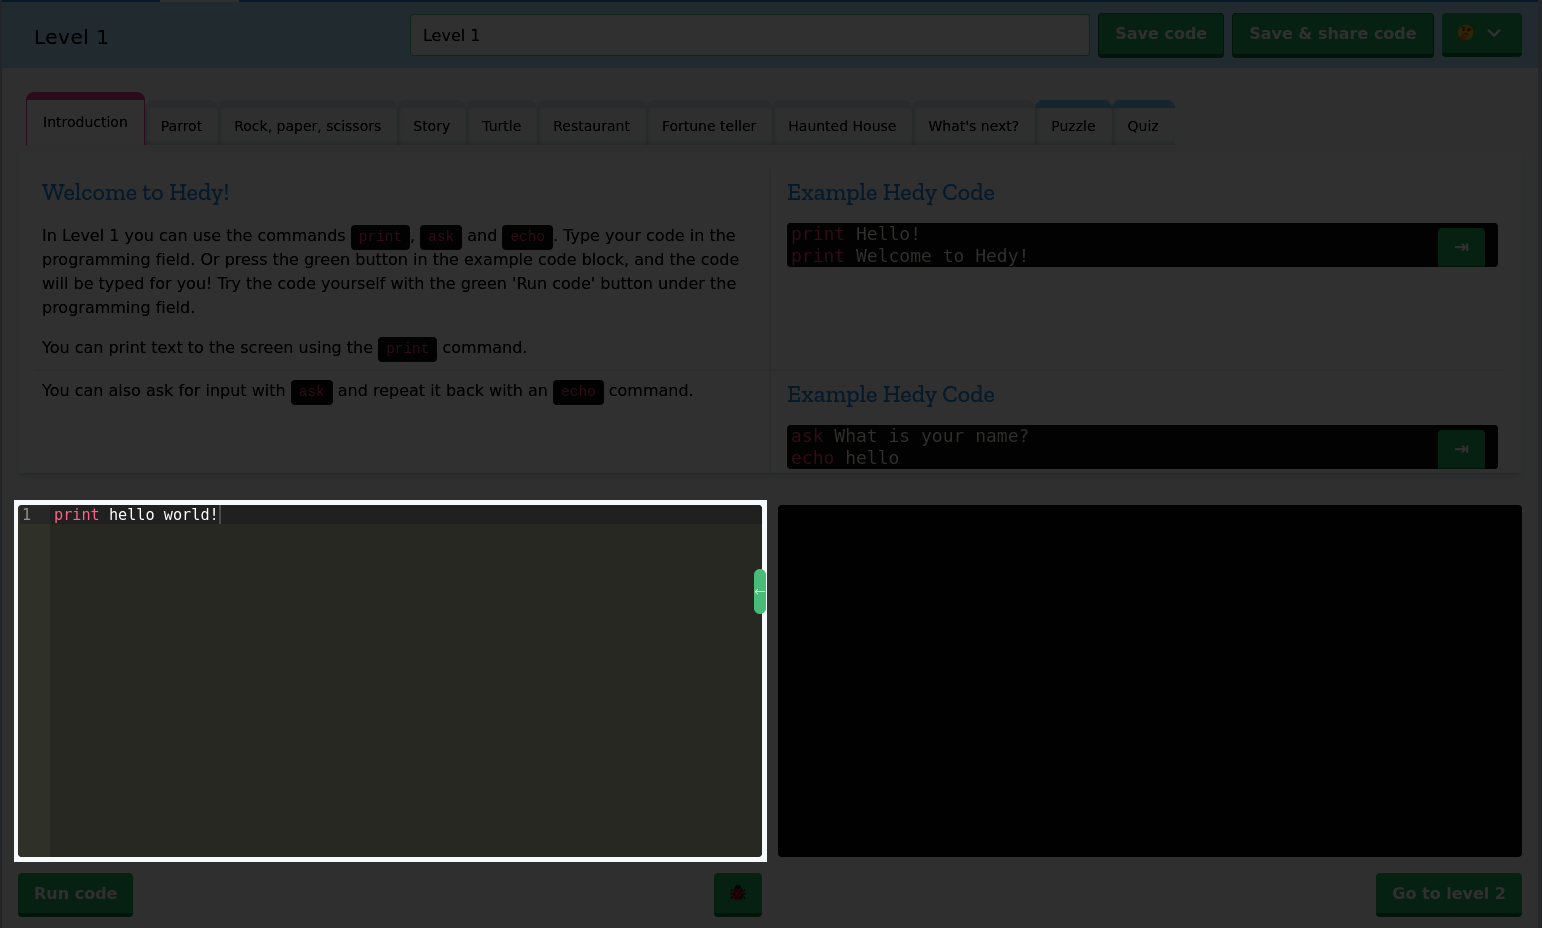 Level 1
Level 1
Save code
Save & share code
Introduction
Parrot
Rock, paper, scissors
Story
Turtle
Restaurant
Fortune teller
Haunted House
What's next?
Puzzle
Quiz
Welcome to Hedy!
In Level 1 you can use the commands print, ask and echo. Type your code in the
programming field. Or press the green button in the example code block, and the code
will be typed for you! Try the code yourself with the green 'Run code' button under the
programming field.
You can print text to the screen using the print command.
Example Hedy Code
print Hello!
print Welcome to Hedy!
You can also ask for input with ask and repeat it back with an echo command.
Example Hedy Code
ask What is your name?
echo hello
1 print hello world!
Run code
Go to level 2